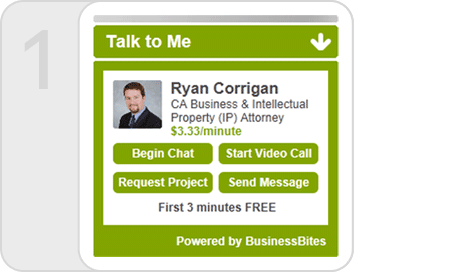 1
Talk to Me
Ryan Corrigan
CA Business & Intellectual
Property (IP) Attorney
$3.33/minute
Begin Chat
Start Video Call
Request Project
Send Message
First 3 minutes FREE
Powered by BusinessBites